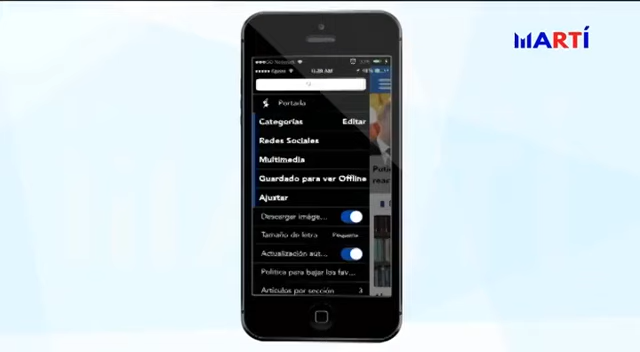 MARTÍ
Portada
Categorías Editar
Redes Sociales
Multimedia
Guardado para ver Offline
Ajustar
Descargar imáge...
Tamaño de letra Pequeño
Actualización aut...
Política para bajar los fav...
Artículos por sección 3